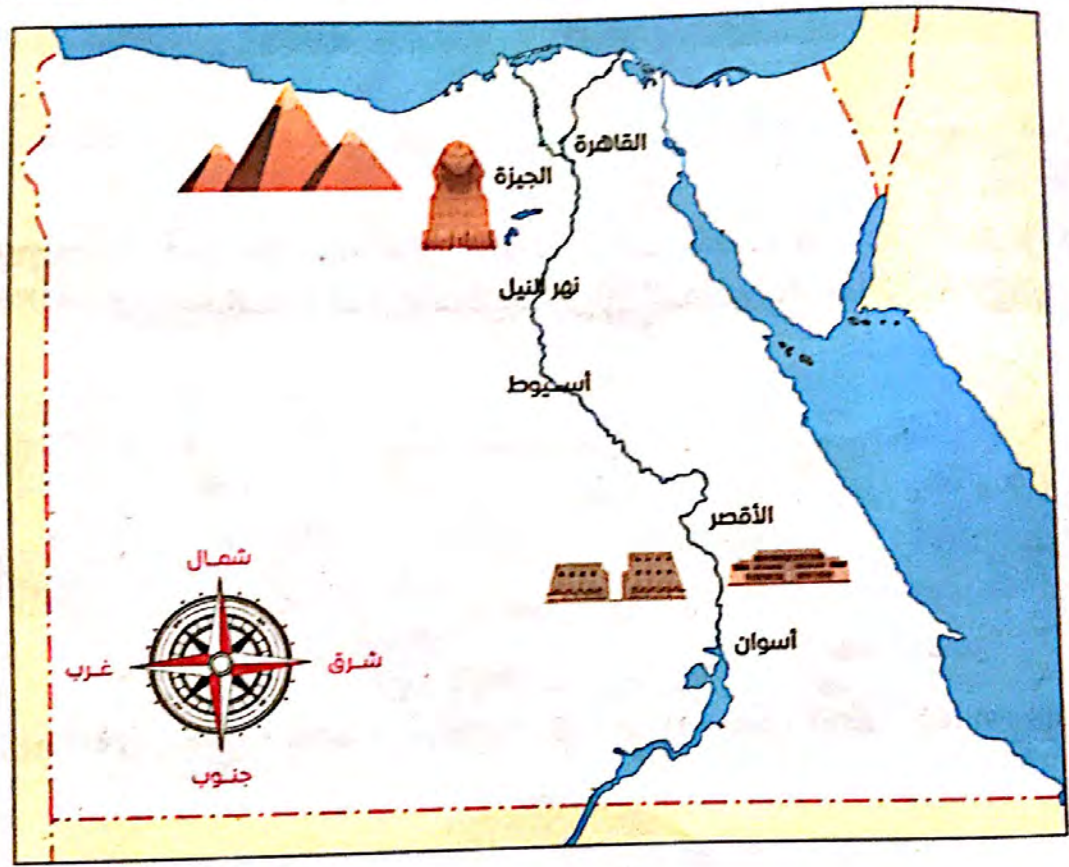 القاهرة
الجيزة
نهر النيل
أسيوط
الأقصر
أسوان
شمال
شرق
غرب
جنوب